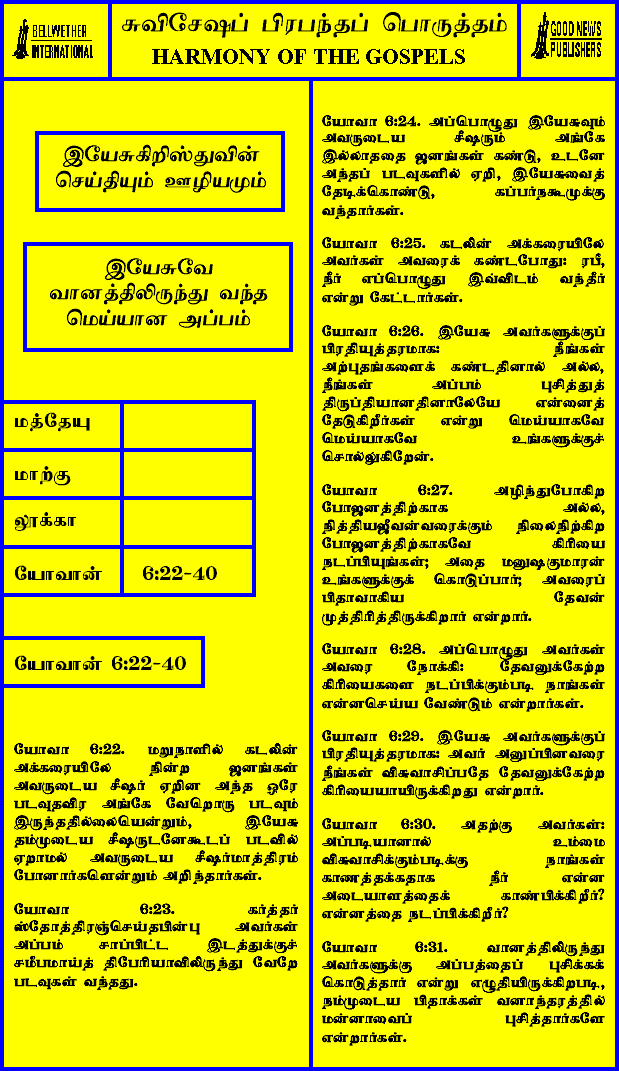 BELLWETHER
INTERNATIONAL
சுவிசேஷப் பிரபந்தப் பொருத்தம்
HARMONY OF THE GOSPELS
GOOD NEWS
PUBLISHERS
இயேசுகிறிஸ்துவின்
செய்தியும் ஊழியமும்
இயேசுவே
வானத்திலிருந்து வந்த
மெய்யான அப்பம்
மத்தேயு
மாற்கு
லூக்கா
யோவான் 6:22-40
யோவான் 6:22-40
யோவா 6:22. மறுநாளில் கடலின்
அக்கரையிலே நின்ற ஜனங்கள்
அவருடைய சீஷர் ஏறின அந்த ஒரே
படவுதவிர அங்கே வேறொரு படவும்
இருந்ததில்லையென்றும், இயேசு
தம்முடைய சீஷருடனேகூடப் படவில்
ஏறாமல் அவருடைய சீஷர்மாத்திரம்
போனார்களென்றும் அறிந்தார்கள்.
யோவா 6:23. கர்த்தர்
ஸ்தோத்திரஞ்செய்தபின்பு அவர்கள்
அப்பம் சாப்பிட்ட இடத்துக்குச்
சமீபமாய்த் திபேரியாவிலிருந்து வேறே
படவுகள் வந்தது.
யோவா 6:24. அப்பொழுது இயேசுவும்
அவருடைய சீஷரும் அங்கே
இல்லாததை ஜனங்கள் கண்டு, உடனே
அந்தப் படவுகளில் ஏறி, இயேசுவைத்
தேடிக்கொண்டு, கப்பர்நகூமுக்கு
வந்தார்கள்.
யோவா 6:25. கடலின் அக்கரையிலே
அவர்கள் அவரைக் கண்டபோது: ரபீ,
நீர் எப்பொழுது இவ்விடம் வந்தீர்
என்று கேட்டார்கள்.
யோவா 6:26. இயேசு அவர்களுக்குப்
பிரதியுத்தரமாக: நீங்கள்
அற்புதங்களைக் கண்டதினால் அல்ல,
நீங்கள் அப்பம் புசித்துத்
திருப்தியானதினாலேயே என்னைத்
தேடுகிறீர்கள் என்று மெய்யாகவே
மெய்யாகவே உங்களுக்குச்
சொல்லுகிறேன்.
யோவா 6:27. அழிந்துபோகிற
போஜனத்திற்காக அல்ல,
நித்தியஜீவன்வரைக்கும் நிலைநிற்கிற
போஜனத்திற்காகவே கிரியை
நடப்பியுங்கள்; அதை மனுஷகுமாரன்
உங்களுக்குக் கொடுப்பார்; அவரைப்
பிதாவாகிய தேவன்
முத்திரித்திருக்கிறார் என்றார்.
யோவா 6:28. அப்பொழுது அவர்கள்
அவரை நோக்கி: தேவனுக்கேற்ற
கிரியைகளை நடப்பிக்கும்படி நாங்கள்
என்னசெய்ய வேண்டும் என்றார்கள்.
யோவா 6:29. இயேசு அவர்களுக்குப்
பிரதியுத்தரமாக: அவர் அனுப்பினவரை
நீங்கள் விசுவாசிப்பதே தேவனுக்கேற்ற
கிரியையாயிருக்கிறது என்றார்.
யோவா 6:30. அதற்கு அவர்கள்:
அப்படியானால் உம்மை
விசுவாசிக்கும்படிக்கு நாங்கள்
காணத்தக்கதாக நீர் என்ன
அடையாளத்தைக் காண்பிக்கிறீர்?
என்னத்தை நடப்பிக்கிறீர்?
யோவா 6:31. வானத்திலிருந்து
அவர்களுக்கு அப்பத்தைப் புசிக்கக்
கொடுத்தார் என்று எழுதியிருக்கிறபடி,
நம்முடைய பிதாக்கள் வனாந்தரத்தில்
மன்னாவைப் புசித்தார்களே
என்றார்கள்.